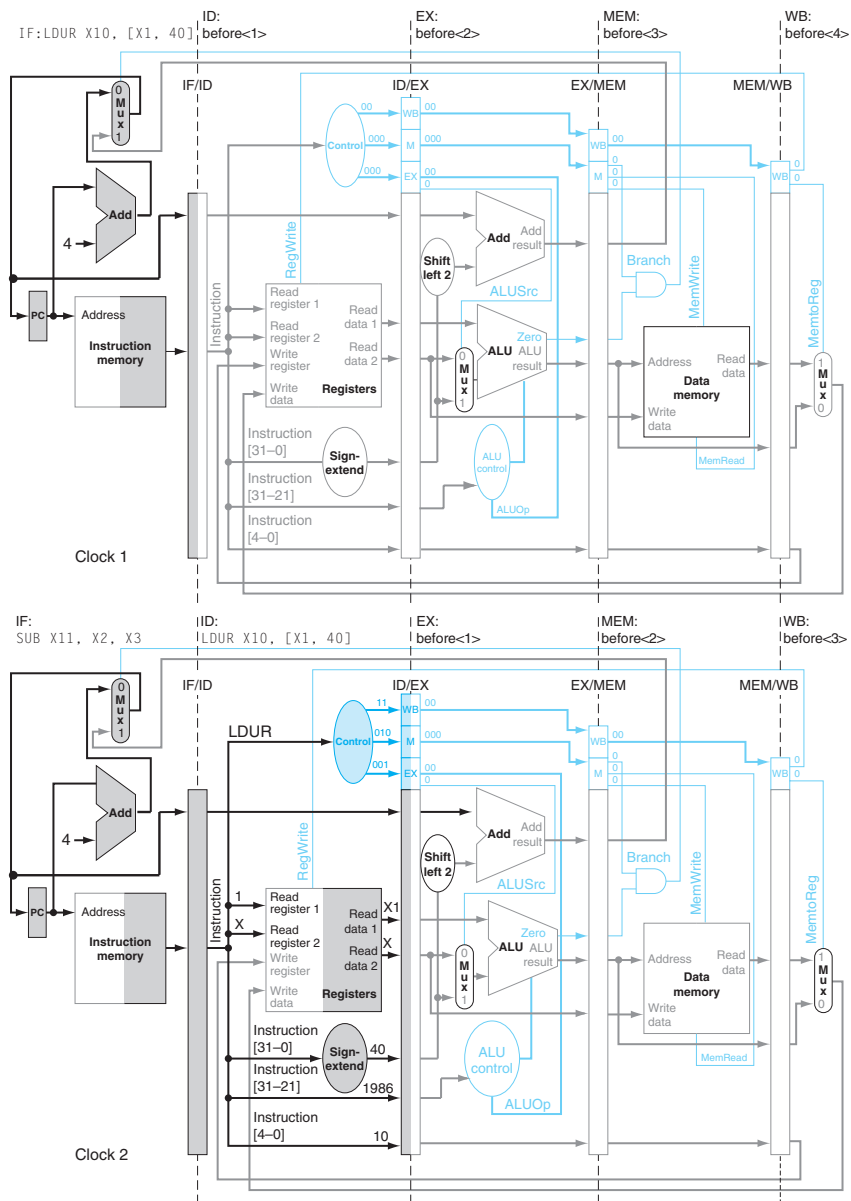 IF:LDUR X10, [X1, 40]
ID:
before<1>
EX:
before<2>
MEM:
before<3>
WB:
before<4>
IF/ID
ID/EX
EX/MEM
MEM/WB
0
Mux
1
Add
4
PC
Address
Instruction
memory
Instruction
RegWrite
Control
00
000
000
WB
M
EX
00
000
00
0
WB
M
00
0
0
0
WB
0
0
Read
register 1
Read
register 2
Write
register
Write
data
Read
data 1
Read
data 2
Registers
Shift
left 2
Add
Add
result
ALUSrc
0
Mux
1
Zero
ALU
ALU
result
Branch
MemWrite
Address
Read
data
Data
memory
Write
data
MemRead
MemtoReg
1
Mux
0
Instruction
[31–0]
Sign-
extend
Instruction
[31–21]
Instruction
[4–0]
ALU
control
ALUOp
Clock 1
IF:
SUB X11, X2, X3
ID:
LDUR X10, [X1, 40]
EX:
before<1>
MEM:
before<2>
WB:
before<3>
IF/ID
ID/EX
EX/MEM
MEM/WB
0
Mux
1
Add
4
PC
Address
Instruction
memory
Instruction
LDUR
RegWrite
Control
11
010
001
WB
M
EX
00
000
00
0
WB
M
00
0
0
0
WB
0
0
1
X
Read
register 1
Read
register 2
Write
register
Write
data
Read
data 1
Read
data 2
Registers
X1
X
Shift
left 2
Add
Add
result
ALUSrc
0
Mux
1
Zero
ALU
ALU
result
Branch
MemWrite
Address
Read
data
Data
memory
Write
data
MemRead
MemtoReg
1
Mux
0
Instruction
[31–0]
Sign-
extend
40
Instruction
[31–21]
1986
Instruction
[4–0]
10
ALU
control
ALUOp
Clock 2